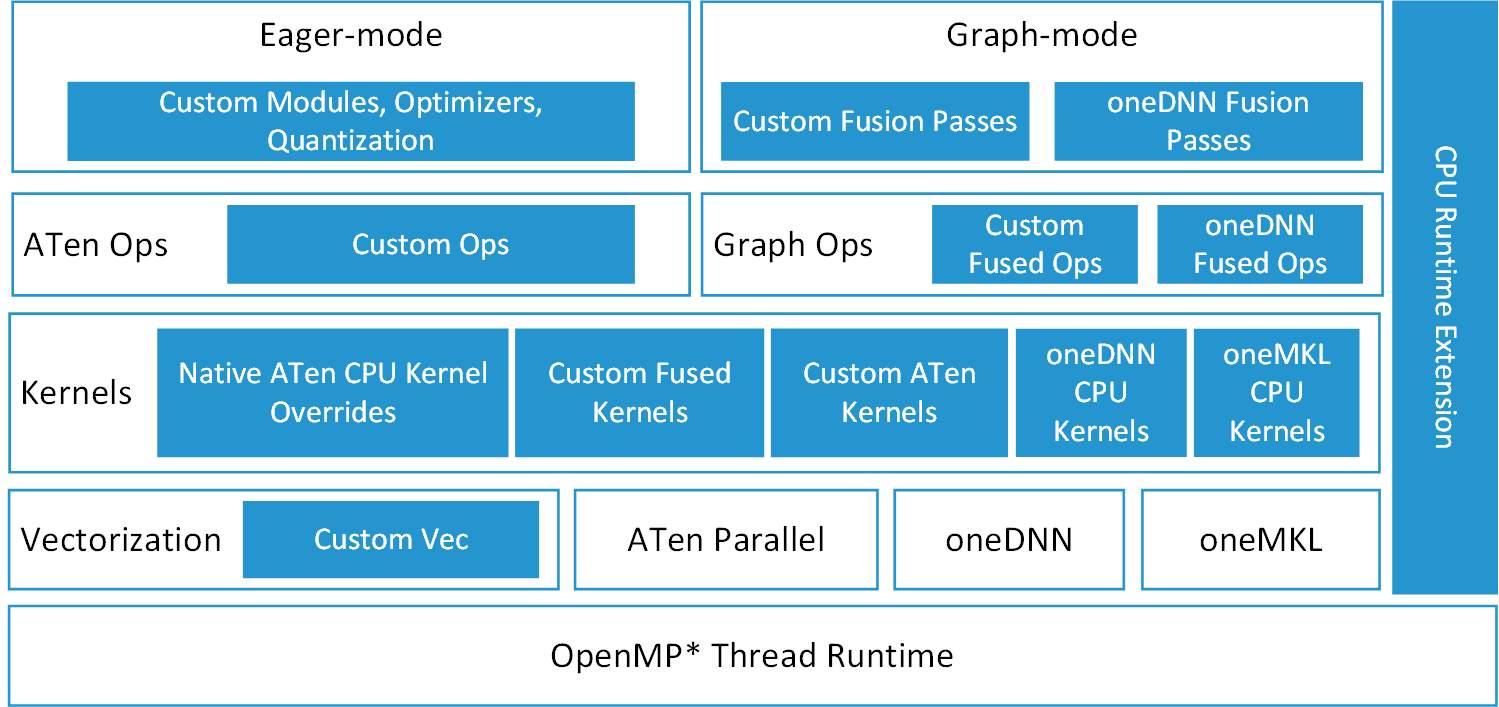 Eager-mode
Custom Modules, Optimizers,
Quantization
Graph-mode
Custom Fusion Passes
oneDNN Fusion
Passes
ATen Ops
Custom Ops
Graph Ops
Custom
Fused Ops
oneDNN
Fused Ops
Kernels
Native ATen CPU Kernel
Overrides
Custom Fused
Kernels
Custom ATen
Kernels
oneDNN
CPU
Kernels
oneMKL
CPU
Kernels
Vectorization
Custom Vec
ATen Parallel
oneDNN
oneMKL
CPU Runtime Extension
OpenMP* Thread Runtime